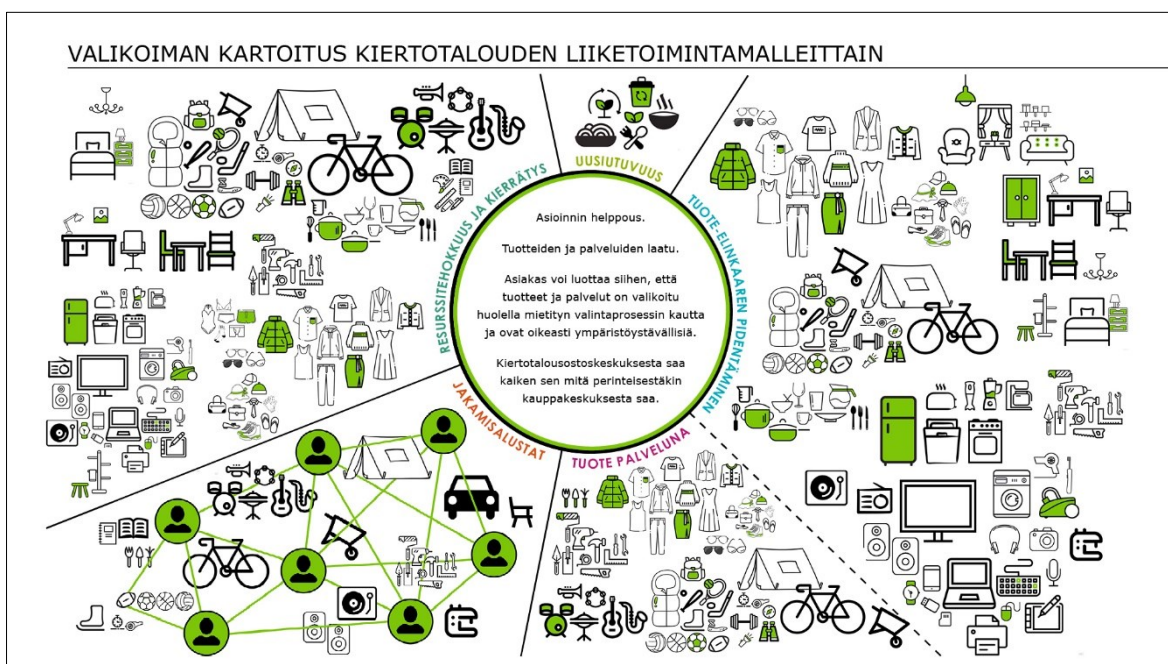 VALIKOIMAN KARTOITUS KIERTOTALOUDEN LIIKETOIMINTAMALLEITTAIN
RESURSSITEHOKKUUS JA KIERRÄTYS
UUSIUTUVUUS
TUOTE-ELINKAAREN PIDENTÄMINEN
Asioinnin helppous.
Tuotteiden ja palveluiden laatu.
Asiakas voi luottaa siihen, että
tuotteet ja palvelut on valikoitu
huolella mietityn valintaprosessin kautta
ja ovat oikeasti ympäristöystävällisiä.
Kiertotalousostoskeskuksesta saa
kaiken sen mitä perinteisestäkin
kauppakeskuksesta saa.
JAKAMISALUSTAT
TUOTE PALVELUNA